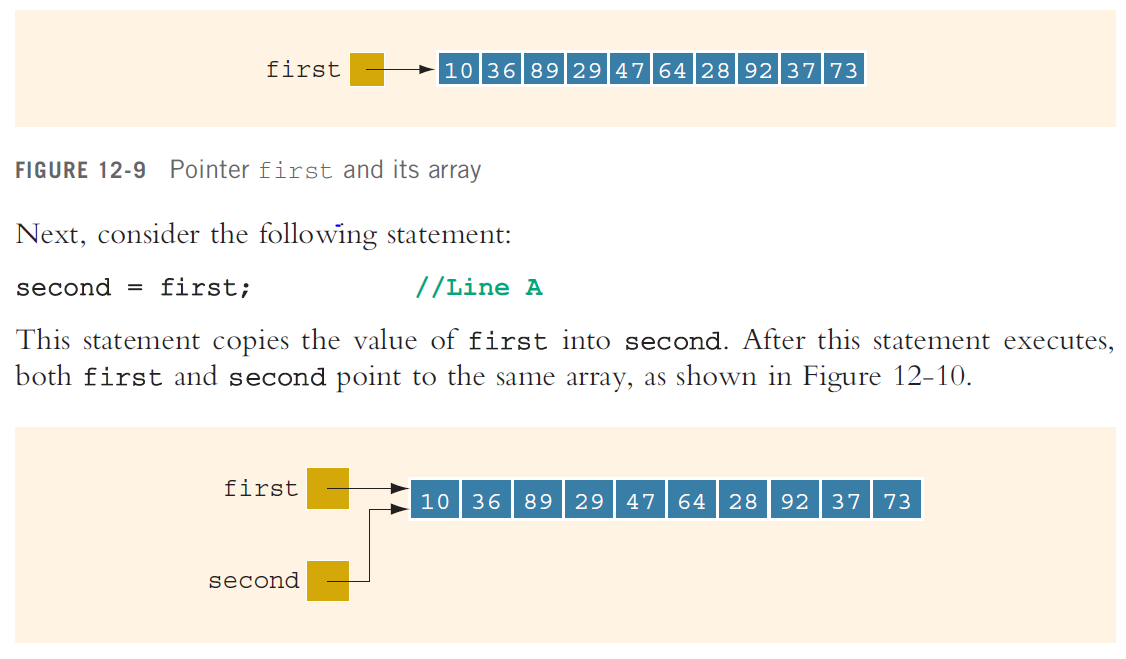 first 10 36 89 29 47 64 28 92 37 73
FIGURE 12-9 Pointer first and its array
Next, consider the following statement:
second = first; //Line A
This statement copies the value of first into second. After this statement executes,
both first and second point to the same array, as shown in Figure 12-10.
first 10 36 89 29 47 64 28 92 37 73
second